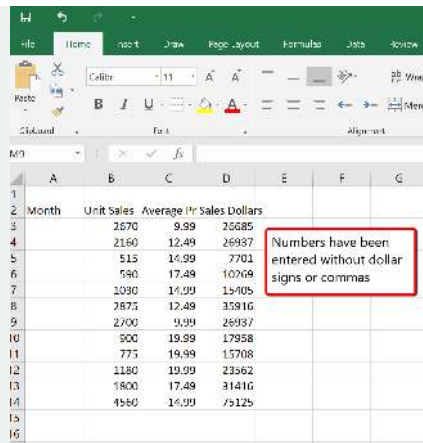 File Home Insert Draw Page Layout Formulas Data Review
Calibri 11 A A Wrap
Paste B I U A Merg
Clipboard Font Alignment
M9 fx
A B C D E F G
1
2 Month Unit Sales Average Pr Sales Dollars
3 2670 9.99 26685
4 2160 12.49 26937
5 515 14.99 7701
6 590 17.49 10269
7 1030 14.99 15405
8 2875 12.49 35916
9 2700 9.99 26937
10 900 19.99 17958
11 775 19.99 15708
12 1180 19.99 23562
13 1800 17.49 31416
14 4560 14.99 75125
15
16
Numbers have been
entered without dollar
signs or commas